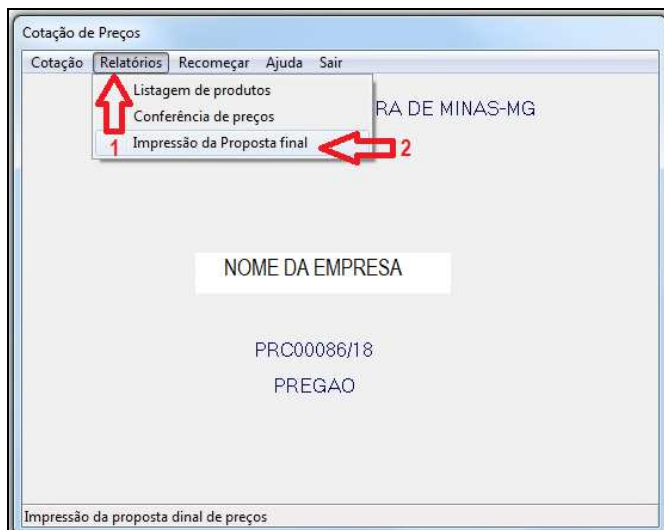 Cotação de Preços
Cotação Relatórios Recomeçar Ajuda Sair
Listagem de produtos
RA DE MINAS-MG
Conferência de preços
1 Impressão da Proposta final 2
NOME DA EMPRESA
PRC00086/18
PREGAO
Impressão da proposta dinal de preços